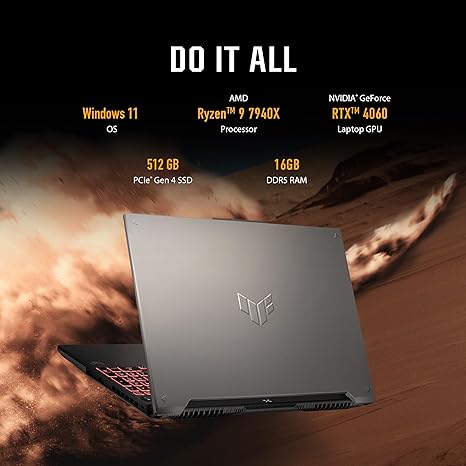 DO IT ALL
Windows 11
OS
AMD
Ryzen™ 9 7940X
Processor
NVIDIA® GeForce
RTX™ 4060
Laptop GPU
512 GB
PCIe® Gen 4 SSD
16GB
DDR5 RAM